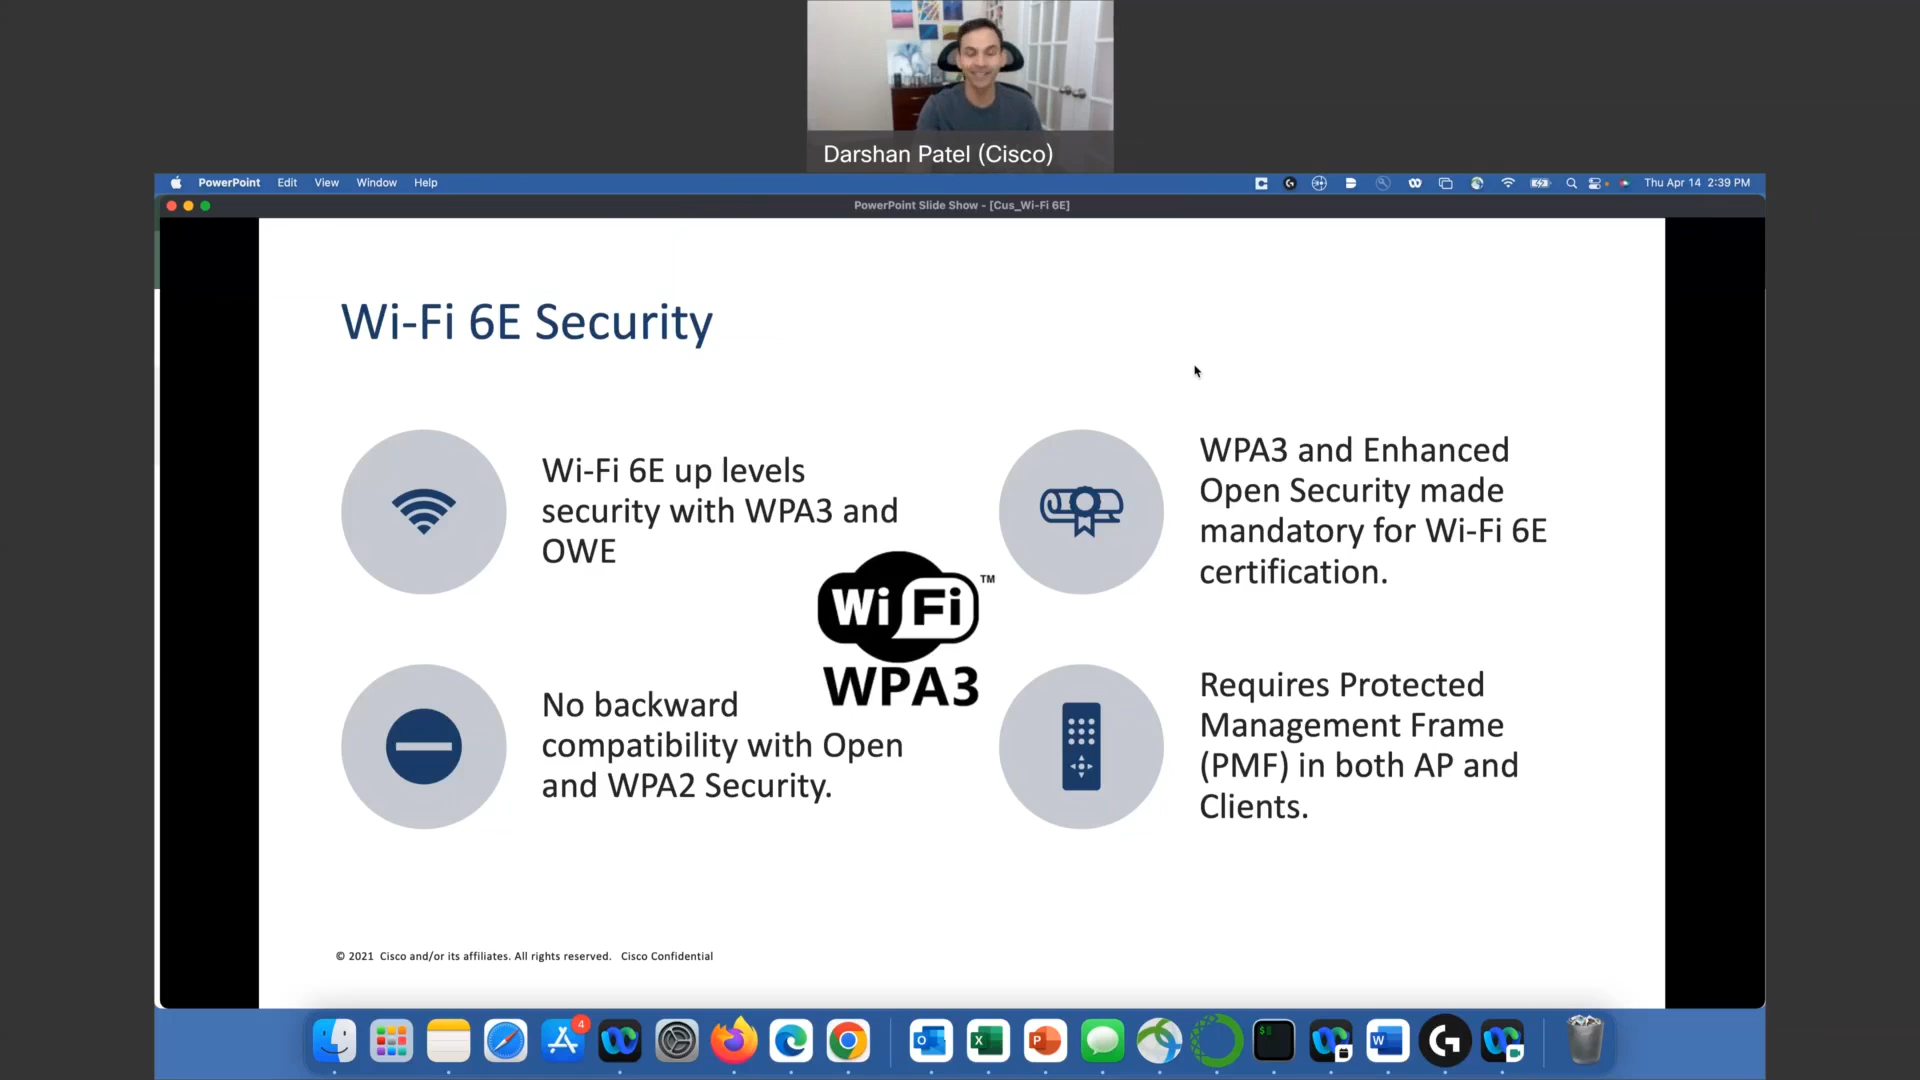 Darshan Patel (Cisco)
PowerPoint Edit View Window Help
Thu Apr 14 2:39 PM
PowerPoint Slide Show - [Cus_Wi-Fi 6E]
Wi-Fi 6E Security
Wi-Fi 6E up levels
security with WPA3 and
OWE
WPA3 and Enhanced
Open Security made
mandatory for Wi-Fi 6E
certification.
Wi Fi TM
WPA3
No backward
compatibility with Open
and WPA2 Security.
Requires Protected
Management Frame
(PMF) in both AP and
Clients.
© 2021 Cisco and/or its affiliates. All rights reserved. Cisco Confidential
4